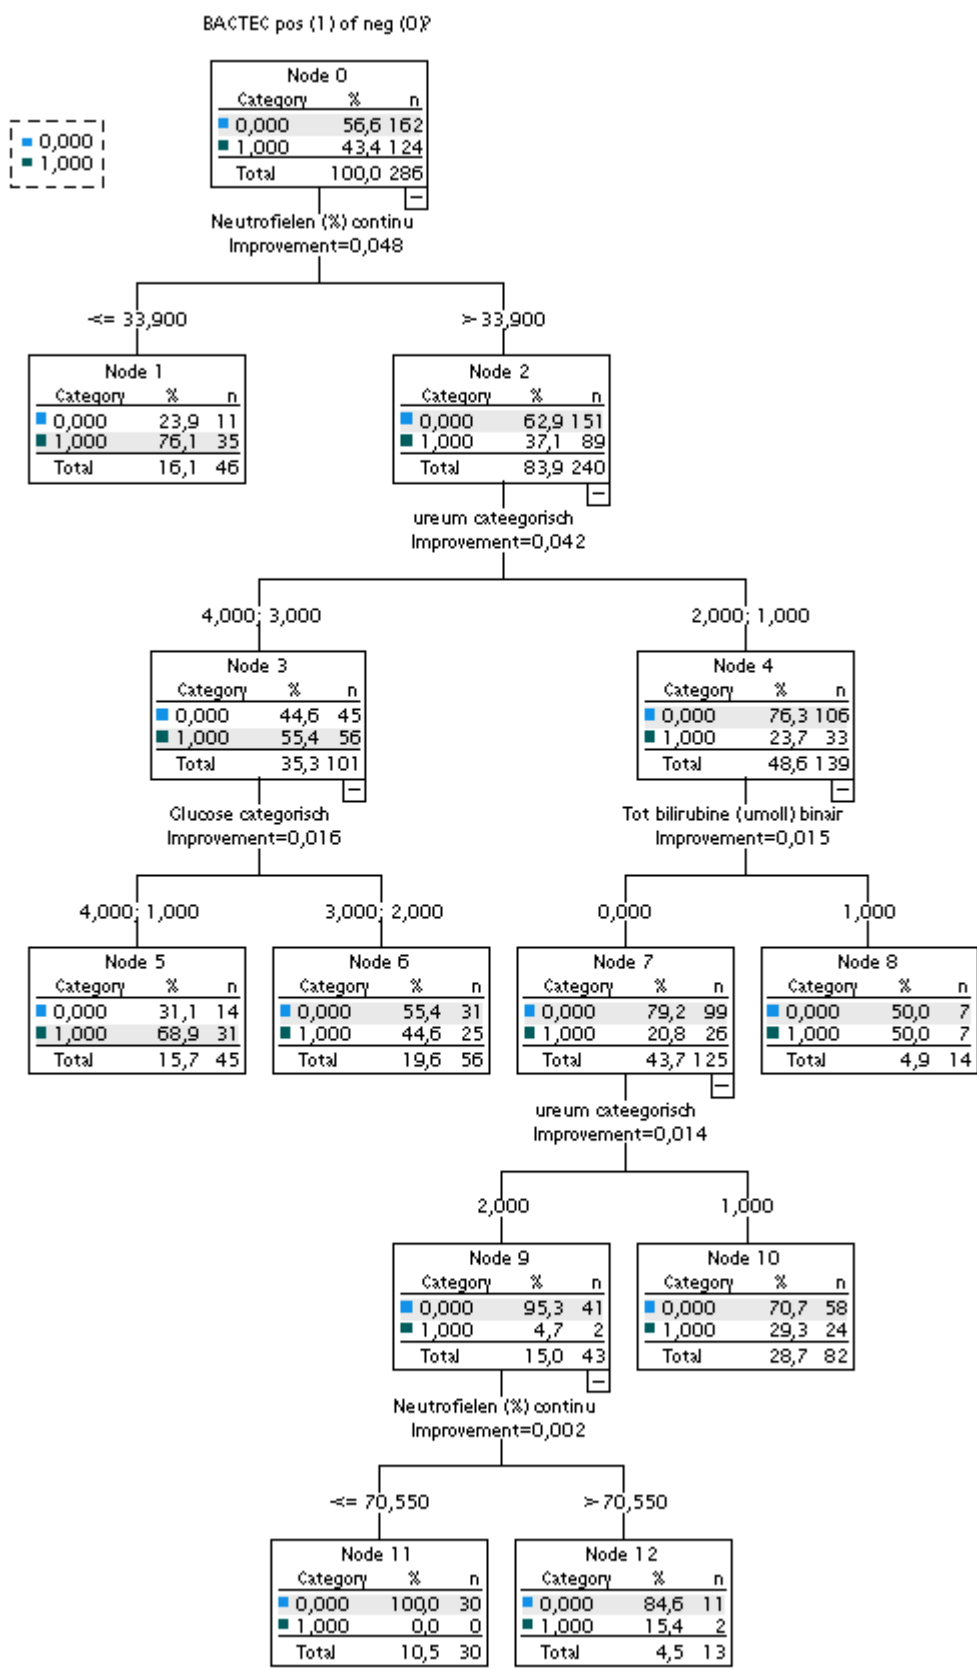 BACTEC pos (1) of neg (0)?
0,000
1,000
Node 0
Category % n
0,000 56,6 162
1,000 43,4 124
Total 100,0 286
Neutrofielen (%) continu
Improvement=0,048
<= 33,900
> 33,900
Node 1
Category % n
0,000 23,9 11
1,000 76,1 35
Total 16,1 46
Node 2
Category % n
0,000 62,9 151
1,000 37,1 89
Total 83,9 240
ureum cateegorisch
Improvement=0,042
4,000; 3,000
2,000; 1,000
Node 3
Category % n
0,000 44,6 45
1,000 55,4 56
Total 35,3 101
Node 4
Category % n
0,000 76,3 106
1,000 23,7 33
Total 48,6 139
Glucose categorisch
Improvement=0,016
Tot bilirubine (umoll) binair
Improvement=0,015
4,000; 1,000
3,000; 2,000
0,000
1,000
Node 5
Category % n
0,000 31,1 14
1,000 68,9 31
Total 15,7 45
Node 6
Category % n
0,000 55,4 31
1,000 44,6 25
Total 19,6 56
Node 7
Category % n
0,000 79,2 99
1,000 20,8 26
Total 43,7 125
Node 8
Category % n
0,000 50,0 7
1,000 50,0 7
Total 4,9 14
ureum cateegorisch
Improvement=0,014
2,000
1,000
Node 9
Category % n
0,000 95,3 41
1,000 4,7 2
Total 15,0 43
Node 10
Category % n
0,000 70,7 58
1,000 29,3 24
Total 28,7 82
Neutrofielen (%) continu
Improvement=0,002
<= 70,550
> 70,550
Node 11
Category % n
0,000 100,0 30
1,000 0,0 0
Total 10,5 30
Node 12
Category % n
0,000 84,6 11
1,000 15,4 2
Total 4,5 13